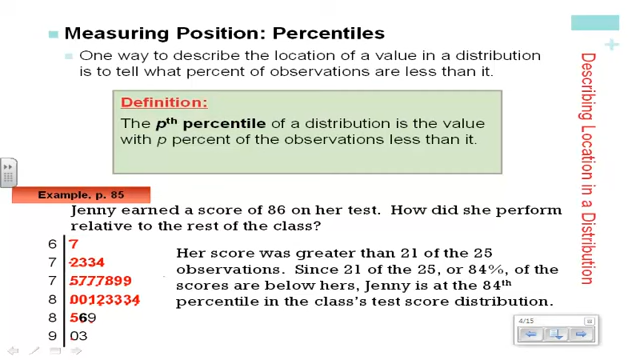 Measuring Position: Percentiles
One way to describe the location of a value in a distribution
is to tell what percent of observations are less than it.
Definition:
The pth percentile of a distribution is the value
with p percent of the observations less than it.
Example, p. 85
Jenny earned a score of 86 on her test. How did she perform
relative to the rest of the class?
6 7
7 2334
7 5777899
8 00123334
8 569
9 03
Her score was greater than 21 of the 25
observations. Since 21 of the 25, or 84%, of the
scores are below hers, Jenny is at the 84th
percentile in the class's test score distribution.
+
Describing Location in a Distribution
4/15